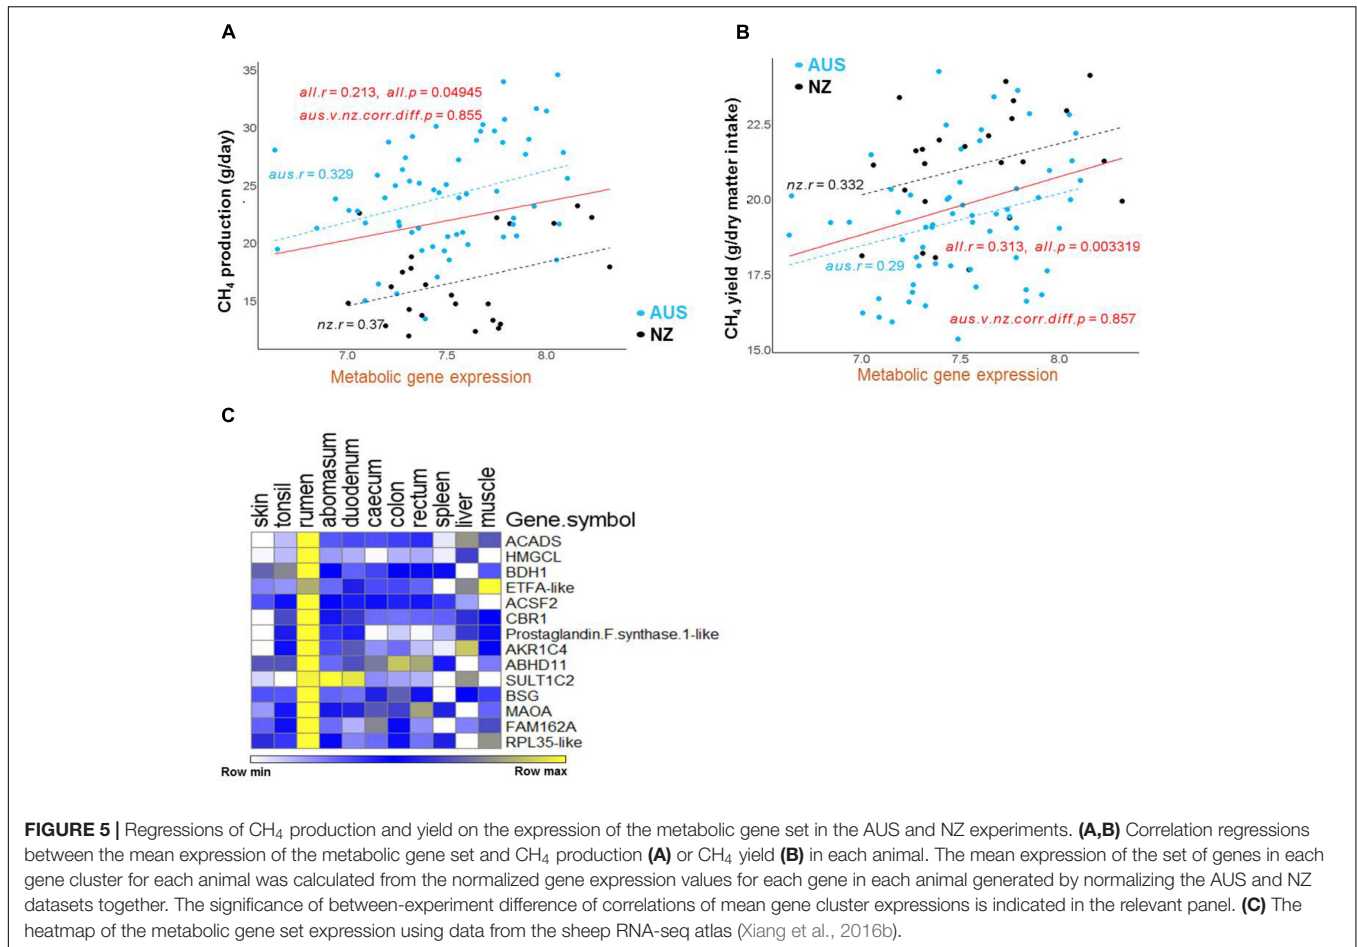 A
35
30
25
20
15
CH4 production (g/day)
all.r = 0.213, all.p = 0.04945
aus.v.nz.corr.diff.p = 0.855
aus.r = 0.329
nz.r = 0.37
AUS
NZ
7.0 7.5 8.0
Metabolic gene expression
B
AUS
NZ
22.5
20.0
17.5
15.0
CH4 yield (g/dry matter intake)
nz.r = 0.332
all.r = 0.313, all.p = 0.003319
aus.r = 0.29
aus.v.nz.corr.diff.p = 0.857
7.0 7.5 8.0
Metabolic gene expression
C
skin tonsil rumen abomasum duodenum caecum colon rectum spleen liver muscle
Gene.symbol
ACADS
HMGCL
BDH1
ETFA-like
ACSF2
CBR1
Prostaglandin.F.synthase.1-like
AKR1C4
ABHD11
SULT1C2
BSG
MAOA
FAM162A
RPL35-like
Row min Row max
FIGURE 5 | Regressions of CH4 production and yield on the expression of the metabolic gene set in the AUS and NZ experiments. (A,B) Correlation regressions
between the mean expression of the metabolic gene set and CH4 production (A) or CH4 yield (B) in each animal. The mean expression of the set of genes in each
gene cluster for each animal was calculated from the normalized gene expression values for each gene in each animal generated by normalizing the AUS and NZ
datasets together. The significance of between-experiment difference of correlations of mean gene cluster expressions is indicated in the relevant panel. (C) The
heatmap of the metabolic gene set expression using data from the sheep RNA-seq atlas (Xiang et al., 2016b).